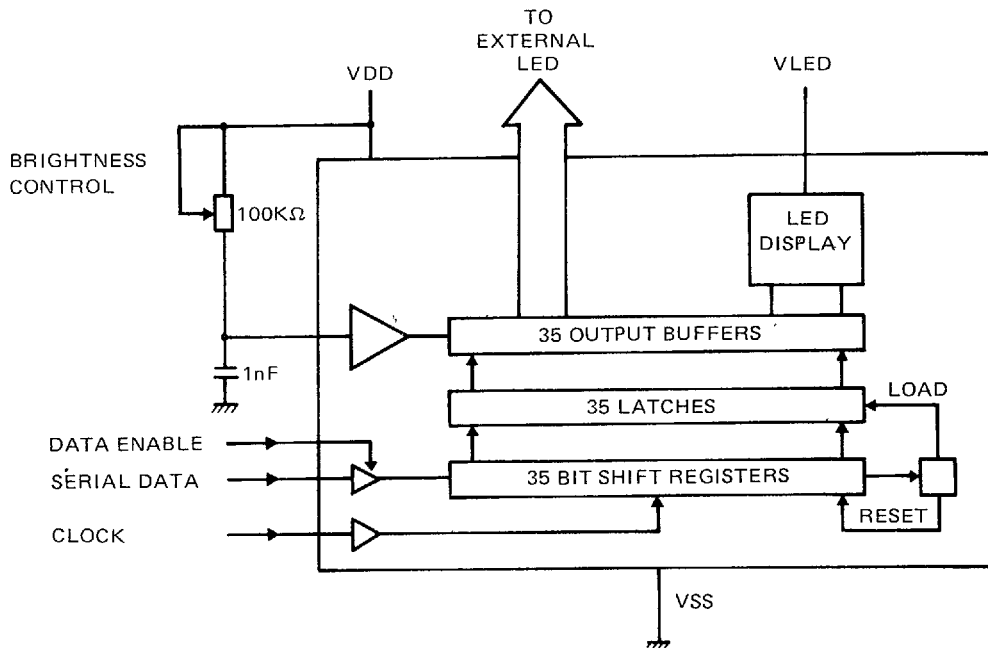 TO
EXTERNAL
LED
VDD
VLED
BRIGHTNESS
CONTROL
100KΩ
LED
DISPLAY
35 OUTPUT BUFFERS
1nF
LOAD
35 LATCHES
DATA ENABLE
SERIAL DATA
35 BIT SHIFT REGISTERS
RESET
CLOCK
VSS